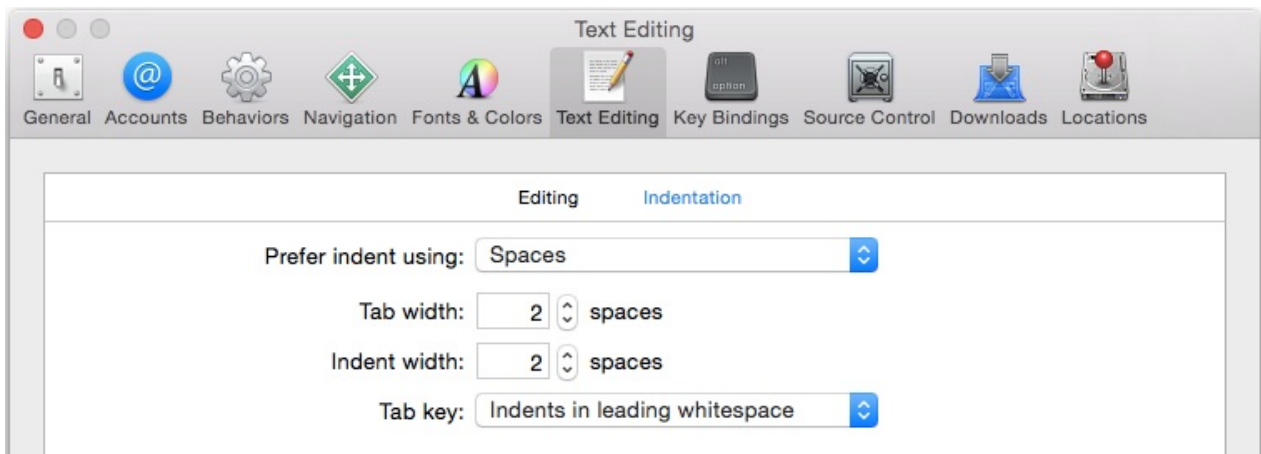 Text Editing
General Accounts Behaviors Navigation Fonts & Colors Text Editing Key Bindings Source Control Downloads Locations
Editing Indentation
Prefer indent using: Spaces
Tab width: 2 spaces
Indent width: 2 spaces
Tab key: Indents in leading whitespace